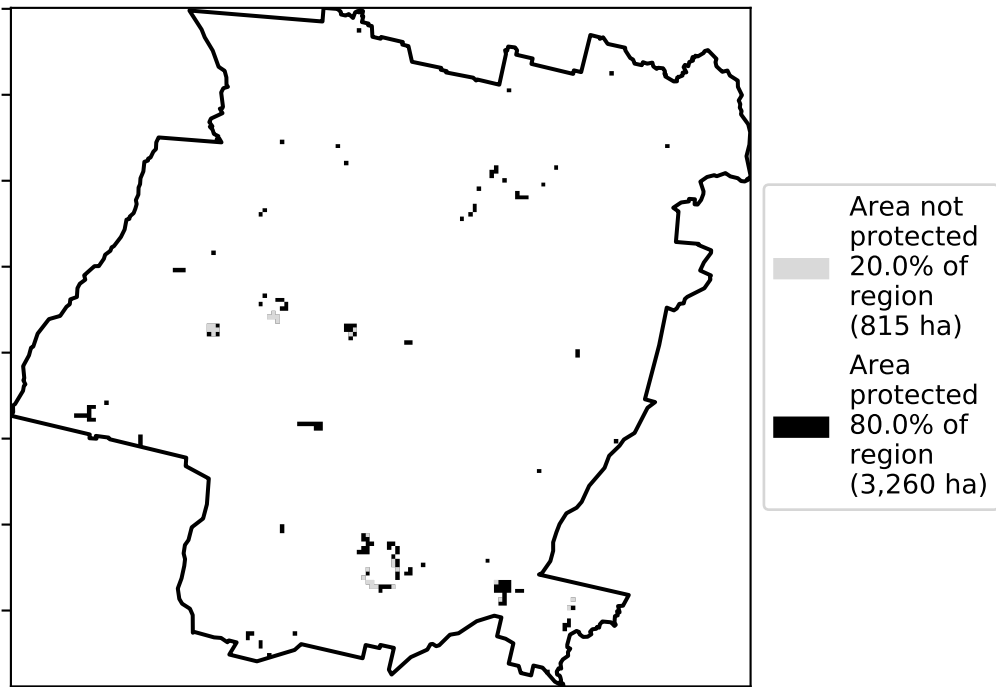 Area not
protected
20.0% of
region
(815 ha)
Area
protected
80.0% of
region
(3,260 ha)